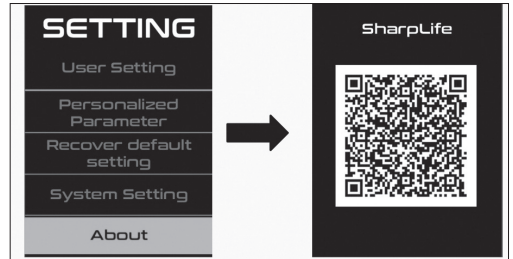 SETTING
User Setting
Personalized
Parameter
Recover default
setting
System Setting
About
SharpLife